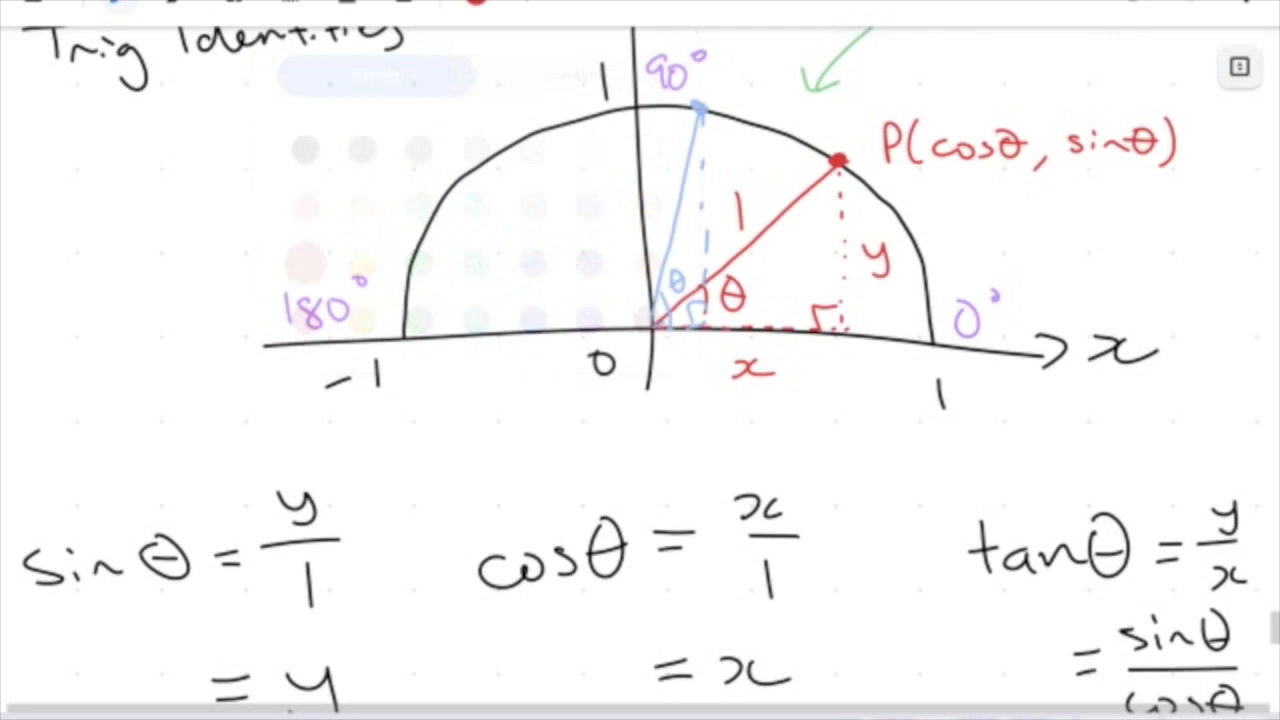 Trig Identities
1 90°
P(cosθ, sinθ)
1
y
θ θ
180° 0°
-1 0 x 1 x
sinθ = y/1 cosθ = x/1 tanθ = y/x
= y = x = sinθ/cosθ